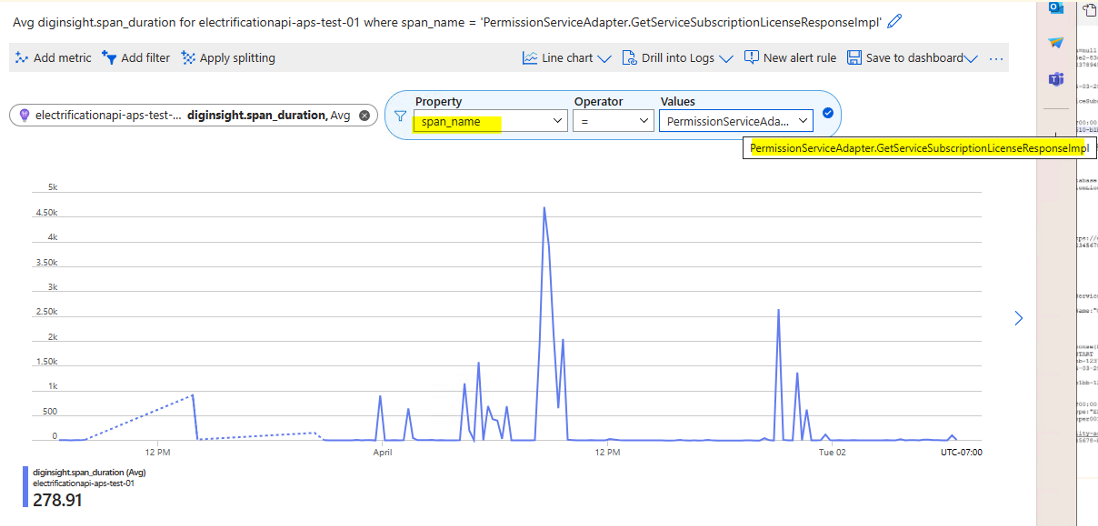 Avg diginsight.span_duration for electrificationapi-aps-test-01 where span_name = 'PermissionServiceAdapter.GetServiceSubscriptionLicenseResponseImpl'
Add metric Add filter Apply splitting Line chart Drill into Logs New alert rule Save to dashboard ...
Property Operator Values
electrificationapi-aps-test-... diginsight.span_duration, Avg span_name = PermissionServiceAda...
PermissionServiceAdapter.GetServiceSubscriptionLicenseResponseImpl
5k
4.50k
4k
3.50k
3k
2.50k
2k
1.50k
1k
500
0
12 PM April 12 PM Tue 02 UTC-07:00
diginsight.span_duration (Avg)
electrificationapi-aps-test-01
278.91